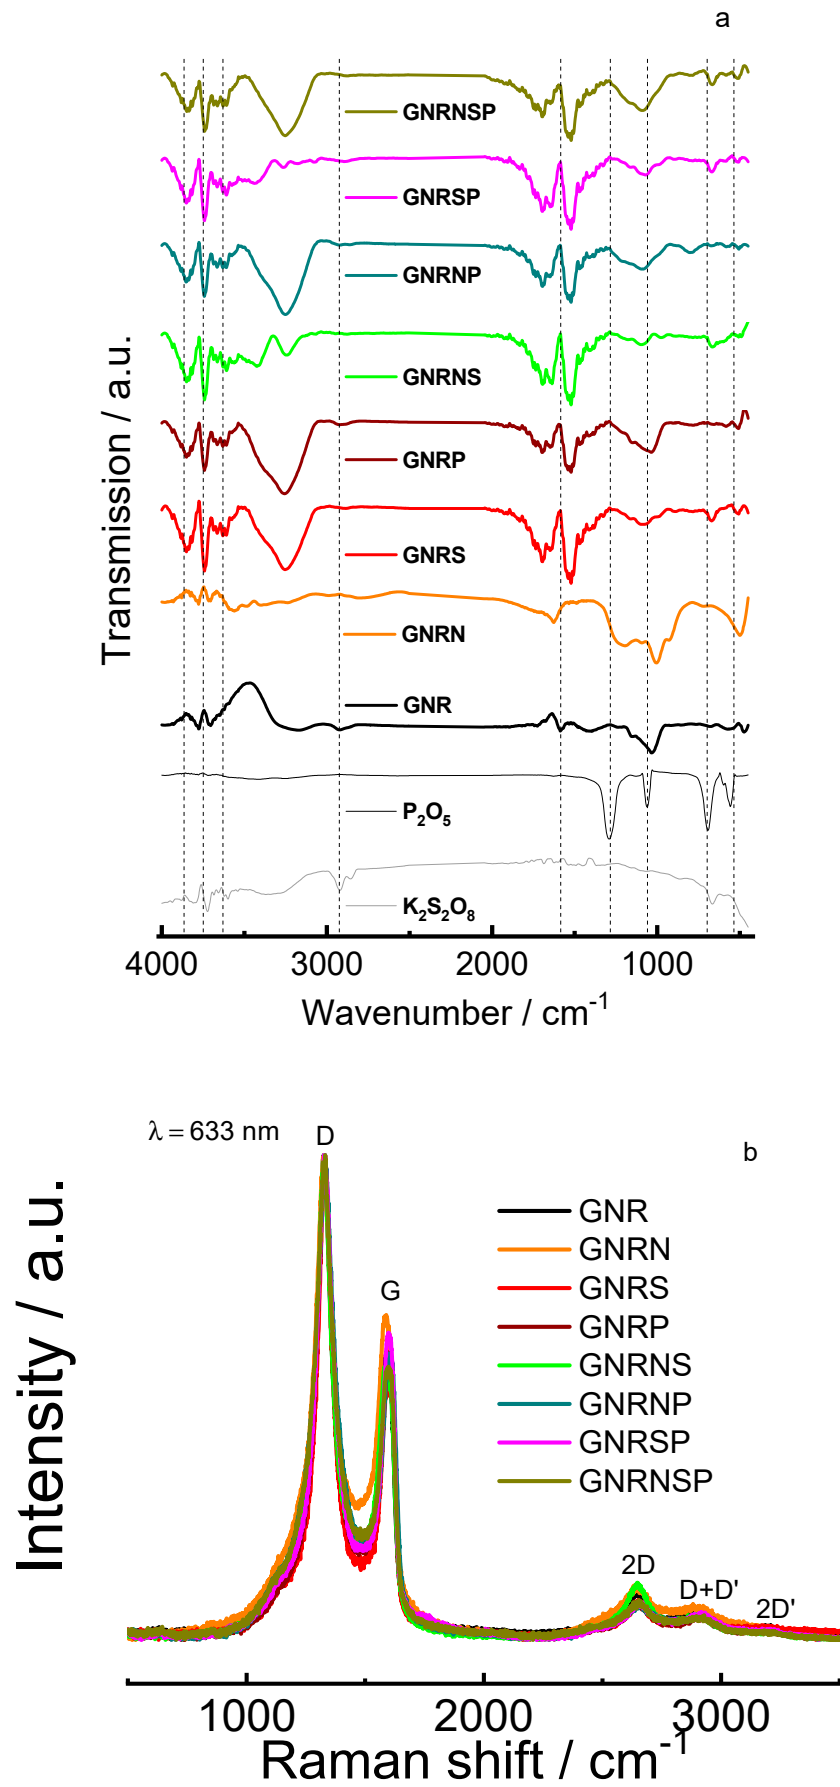 a
GNRNSP
GNRSP
GNRNP
GNRNS
GNRP
GNRS
GNRN
GNR
P₂O₅
K₂S₂O₈
Transmission / a.u.
4000 3000 2000 1000
Wavenumber / cm⁻¹
λ = 633 nm
D
b
G
GNR
GNRN
GNRS
GNRP
GNRNS
GNRNP
GNRSP
GNRNSP
2D
D+D'
2D'
Intensity / a.u.
1000 2000 3000
Raman shift / cm⁻¹